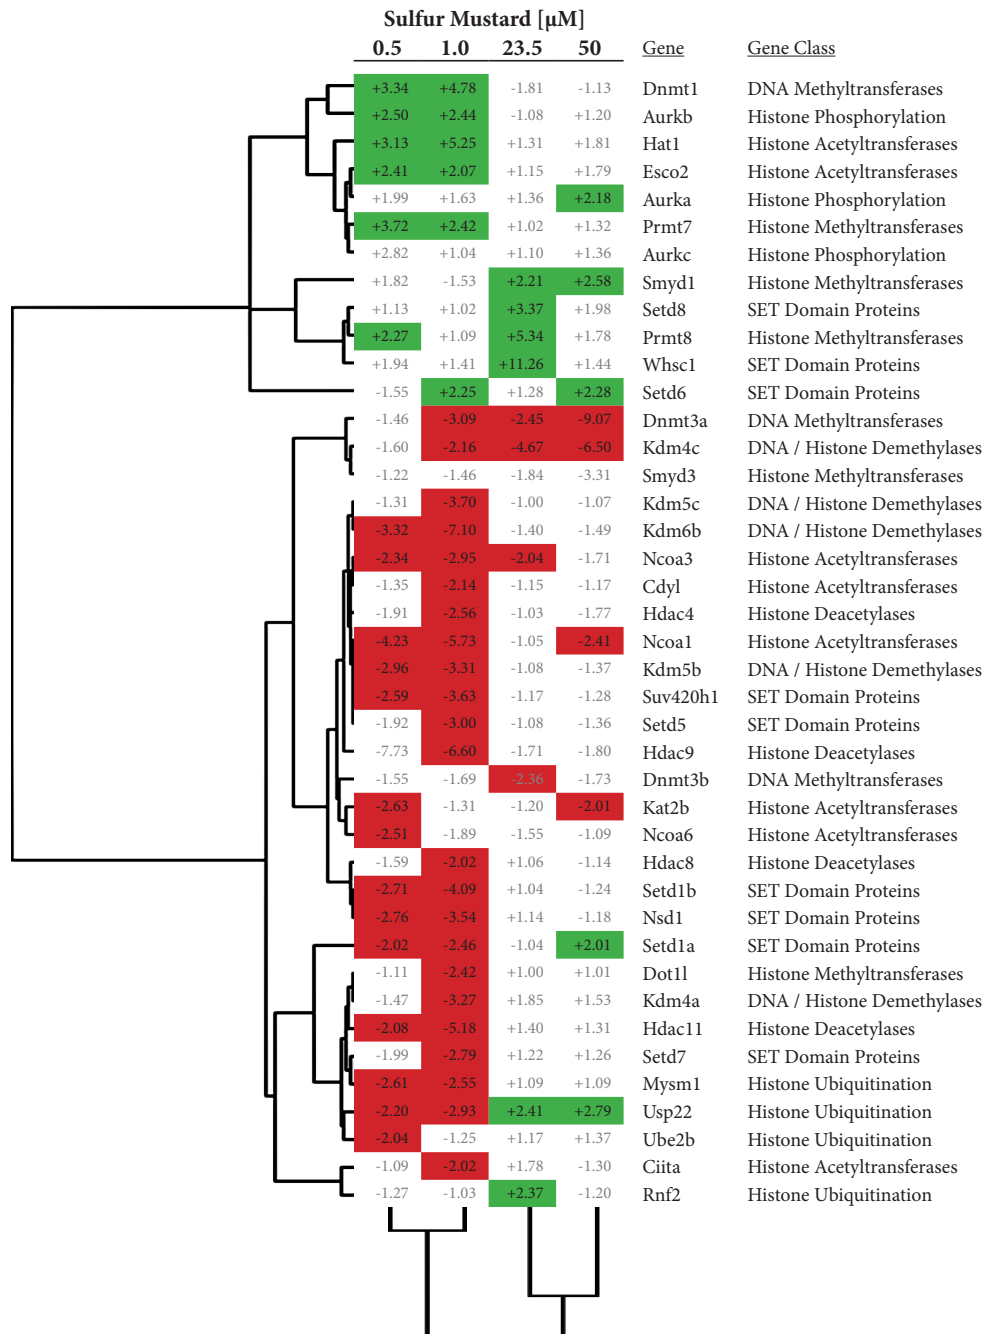 Sulfur Mustard [µM]
0.5 1.0 23.5 50 Gene Gene Class
+3.34 +4.78 -1.81 -1.13 Dnmt1 DNA Methyltransferases
+2.50 +2.44 -1.08 +1.20 Aurkb Histone Phosphorylation
+3.13 +5.25 +1.31 +1.81 Hat1 Histone Acetyltransferases
+2.41 +2.07 +1.15 +1.79 Esco2 Histone Acetyltransferases
+1.99 +1.63 +1.36 +2.18 Aurka Histone Phosphorylation
+3.72 +2.42 +1.02 +1.32 Prmt7 Histone Methyltransferases
+2.82 +1.04 +1.10 +1.36 Aurkc Histone Phosphorylation
+1.82 -1.53 +2.21 +2.58 Smyd1 Histone Methyltransferases
+1.13 +1.02 +3.37 +1.98 Setd8 SET Domain Proteins
+2.27 +1.09 +5.34 +1.78 Prmt8 Histone Methyltransferases
+1.94 +1.41 +11.26 +1.44 Whsc1 SET Domain Proteins
-1.55 +2.25 +1.28 +2.28 Setd6 SET Domain Proteins
-1.46 -3.09 -2.45 -9.07 Dnmt3a DNA Methyltransferases
-1.60 -2.16 -4.67 -6.50 Kdm4c DNA / Histone Demethylases
-1.22 -1.46 -1.84 -3.31 Smyd3 Histone Methyltransferases
-1.31 -3.70 -1.00 -1.07 Kdm5c DNA / Histone Demethylases
-3.32 -7.10 -1.40 -1.49 Kdm6b DNA / Histone Demethylases
-2.34 -2.95 -2.04 -1.71 Ncoa3 Histone Acetyltransferases
-1.35 -2.14 -1.15 -1.17 Cdyl Histone Acetyltransferases
-1.91 -2.56 -1.03 -1.77 Hdac4 Histone Deacetylases
-4.23 -5.73 -1.05 -2.41 Ncoa1 Histone Acetyltransferases
-2.96 -3.31 -1.08 -1.37 Kdm5b DNA / Histone Demethylases
-2.59 -3.63 -1.17 -1.28 Suv420h1 SET Domain Proteins
-1.92 -3.00 -1.08 -1.36 Setd5 SET Domain Proteins
-7.73 -6.60 -1.71 -1.80 Hdac9 Histone Deacetylases
-1.55 -1.69 -2.36 -1.73 Dnmt3b DNA Methyltransferases
-2.63 -1.31 -1.20 -2.01 Kat2b Histone Acetyltransferases
-2.51 -1.89 -1.55 -1.09 Ncoa6 Histone Acetyltransferases
-1.59 -2.02 +1.06 -1.14 Hdac8 Histone Deacetylases
-2.71 -4.09 +1.04 -1.24 Setd1b SET Domain Proteins
-2.76 -3.54 +1.14 -1.18 Nsd1 SET Domain Proteins
-2.02 -2.46 -1.04 +2.01 Setd1a SET Domain Proteins
-1.11 -2.42 +1.00 +1.01 Dot1l Histone Methyltransferases
-1.47 -3.27 +1.85 +1.53 Kdm4a DNA / Histone Demethylases
-2.08 -5.18 +1.40 +1.31 Hdac11 Histone Deacetylases
-1.99 -2.79 +1.22 +1.26 Setd7 SET Domain Proteins
-2.61 -2.55 +1.09 +1.09 Mysm1 Histone Ubiquitination
-2.20 -2.93 +2.41 +2.79 Usp22 Histone Ubiquitination
-2.04 -1.25 +1.17 +1.37 Ube2b Histone Ubiquitination
-1.09 -2.02 +1.78 -1.30 Ciita Histone Acetyltransferases
-1.27 -1.03 +2.37 -1.20 Rnf2 Histone Ubiquitination